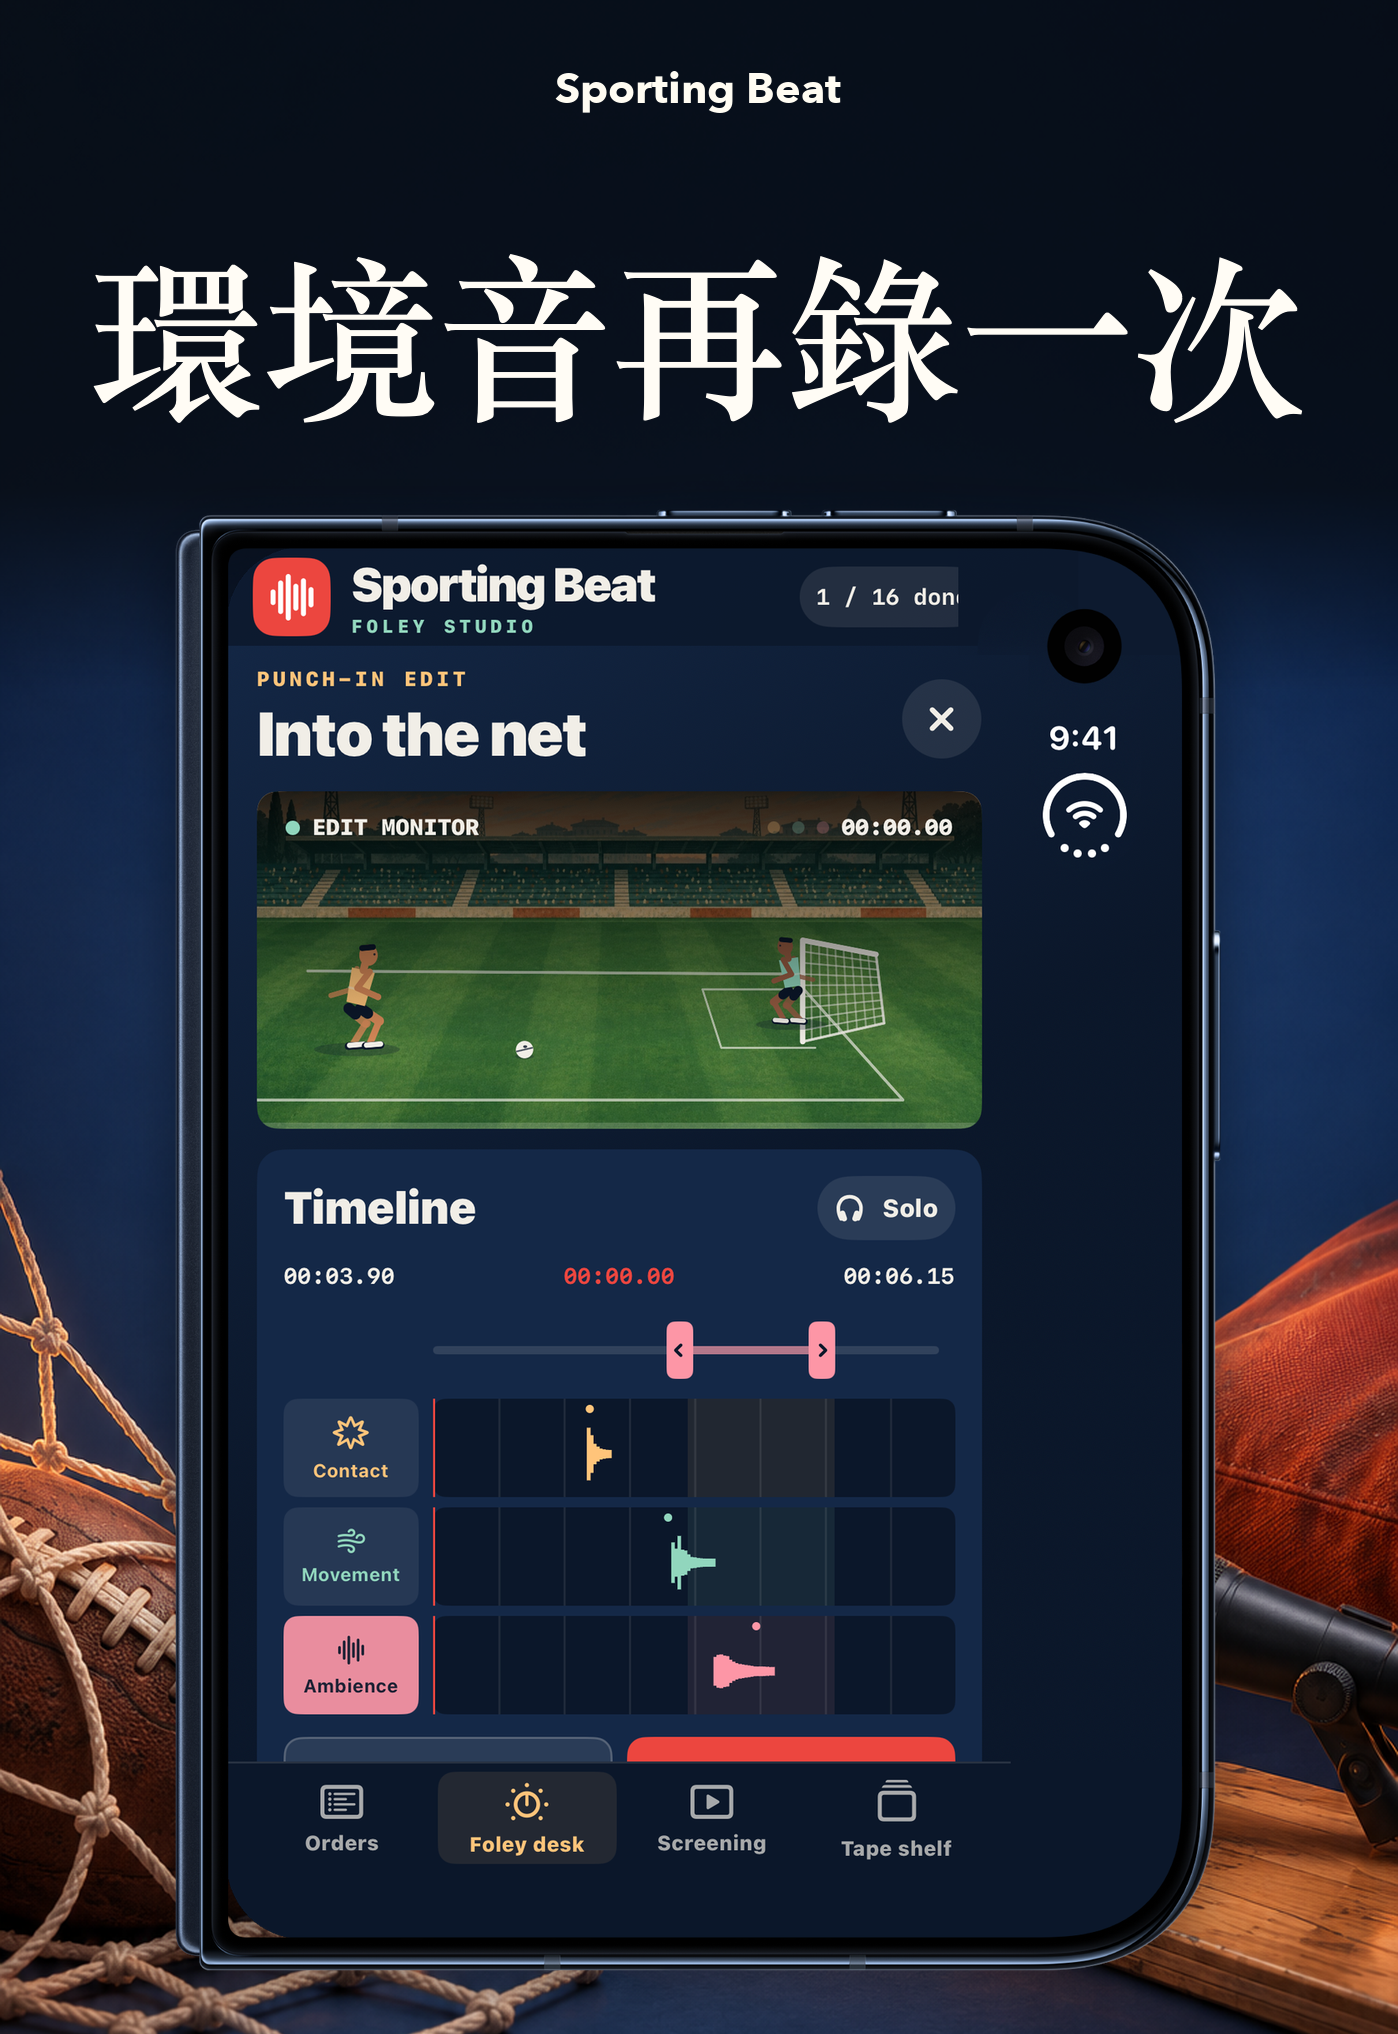 Sporting Beat
環境音再錄一次
Sporting Beat
FOLEY STUDIO
1 / 16 done
PUNCH-IN EDIT
Into the net
9:41
EDIT MONITOR
00:00.00
Timeline
Solo
00:03.90
00:00.00
00:06.15
Contact
Movement
Ambience
Orders
Foley desk
Screening
Tape shelf